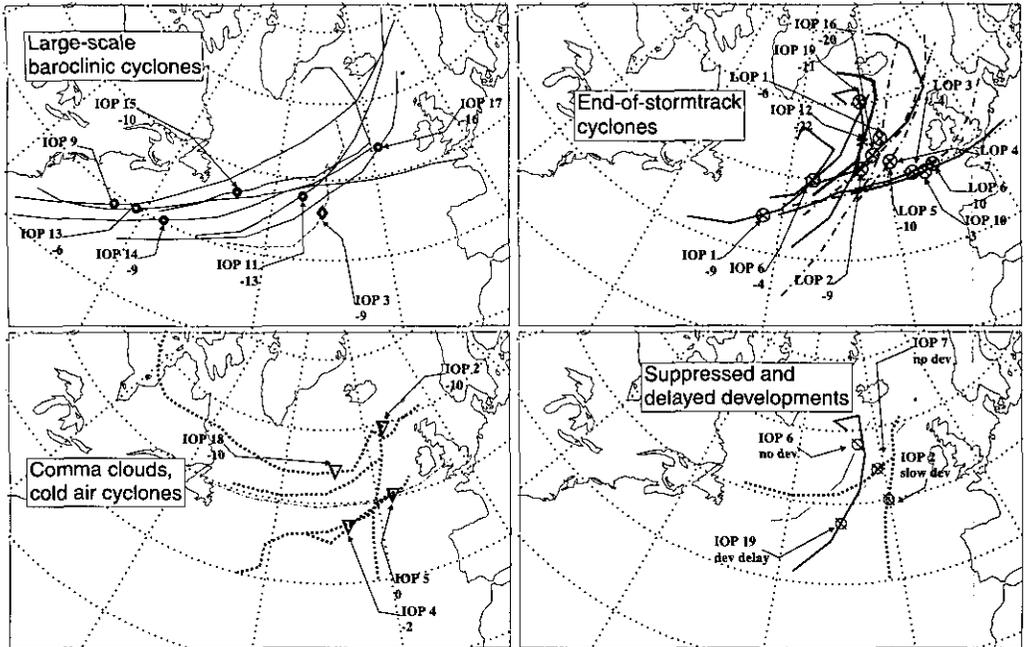 Large-scale
baroclinic cyclones
IOP 15
-10
IOP 17
-16
IOP 9
-7
IOP 13
-6
IOP 14
-9
IOP 11
-13
IOP 3
-9
IOP 16
-20
IOP 19
-11
LOP 1
-6
IOP 12
End-of-stormtrack
cyclones
LOP 3
LOP 4
-7
LOP 6
-10
IOP 10
-3
LOP 5
-10
IOP 1
-9
IOP 6
-4
LOP 2
-9
IOP 2
-10
IOP 18
-10
Comma clouds,
cold air cyclones
IOP 5
0
IOP 4
-2
IOP 7
no dev
Suppressed and
delayed developments
IOP 6
no dev
IOP 2
slow dev
IOP 19
dev delay